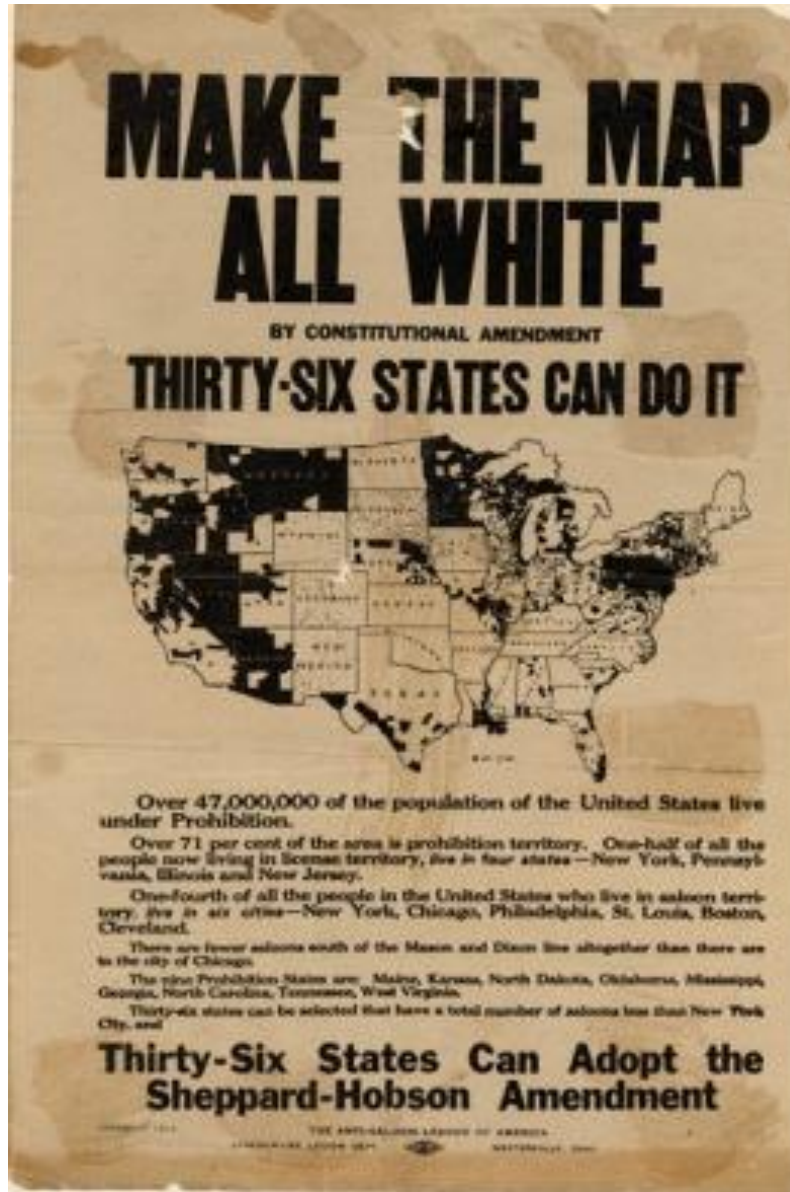 MAKE THE MAP
ALL WHITE
BY CONSTITUTIONAL AMENDMENT
THIRTY-SIX STATES CAN DO IT
NEW
MEXICO
TEXAS
Over 47,000,000 of the population of the United States live
under Prohibition.
Over 71 per cent of the area is prohibition territory. One-half of all the
people now living in license territory, live in four states—New York, Pennsyl-
vania, Illinois and New Jersey.
One-fourth of all the people in the United States who live in saloon terri-
tory, live in six cities—New York, Chicago, Philadelphia, St. Louis, Boston,
Cleveland.
There are fewer saloons south of the Mason and Dixon line altogether than there are
in the city of Chicago.
The nine Prohibition States are: Maine, Kansas, North Dakota, Oklahoma, Mississippi,
Georgia, North Carolina, Tennessee, West Virginia.
Thirty-six states can be selected that have a total number of saloons less than New York
City, and
Thirty-Six States Can Adopt the
Sheppard-Hobson Amendment
THE ANTI-SALOON LEAGUE OF AMERICA
WESTERVILLE, OHIO